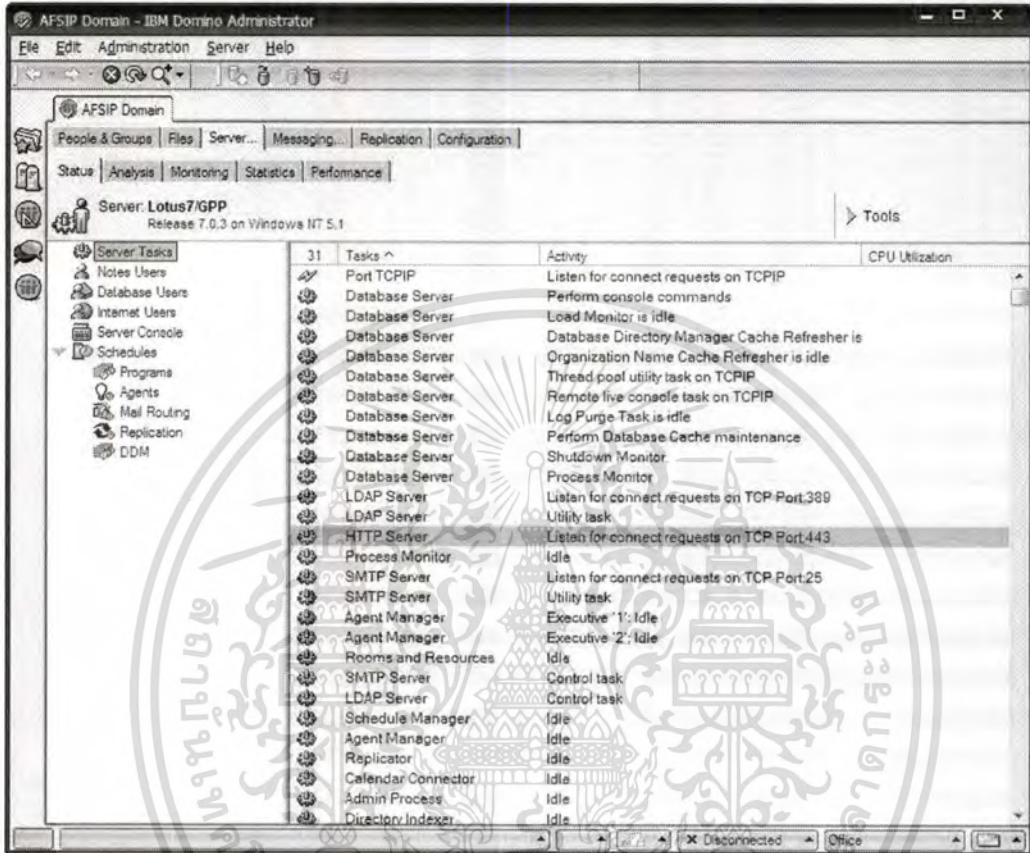 AFSIP Domain - IBM Domino Administrator
File Edit Administration Server Help
AFSIP Domain
People & Groups Files Server... Messaging... Replication Configuration
Status Analysis Monitoring Statistics Performance
Server: Lotus7/GPP
Release 7.0.3 on Windows NT 5.1
Tools
Server Tasks
Notes Users
Database Users
Internet Users
Server Console
Schedules
Programs
Agents
Mail Routing
Replication
DDM
31 Tasks ^ Activity CPU Utilization
Port TCPIP Listen for connect requests on TCPIP
Database Server Perform console commands
Database Server Load Monitor is idle
Database Server Database Directory Manager Cache Refresher is
Database Server Organization Name Cache Refresher is idle
Database Server Thread pool utility task on TCPIP
Database Server Remote live console task on TCPIP
Database Server Log Purge Task is idle
Database Server Perform Database Cache maintenance
Database Server Shutdown Monitor
Database Server Process Monitor
LDAP Server Listen for connect requests on TCP Port:389
LDAP Server Utility task
HTTP Server Listen for connect requests on TCP Port:443
Process Monitor Idle
SMTP Server Listen for connect requests on TCP Port:25
SMTP Server Utility task
Agent Manager Executive '1': Idle
Agent Manager Executive '2': Idle
Rooms and Resources Idle
SMTP Server Control task
LDAP Server Control task
Schedule Manager Idle
Agent Manager Idle
Replicator Idle
Calendar Connector Idle
Admin Process Idle
Directory Indexer Idle
Disconnected Office